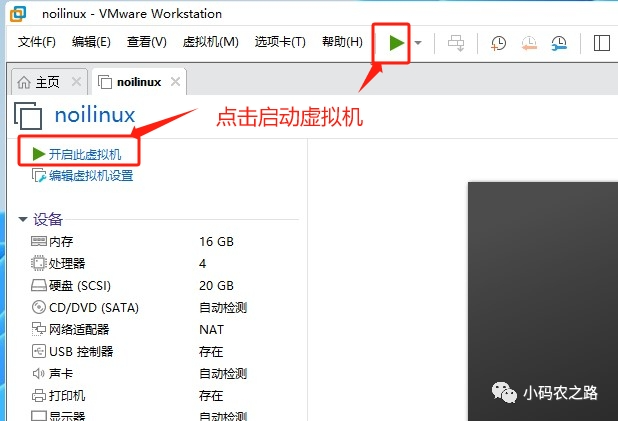 noilinux - VMware Workstation
文件(F) 编辑(E) 查看(V) 虚拟机(M) 选项卡(T) 帮助(H)
主页 noilinux
noilinux
点击启动虚拟机
开启此虚拟机
编辑虚拟机设置
设备
内存 16 GB
处理器 4
硬盘 (SCSI) 20 GB
CD/DVD (SATA) 自动检测
网络适配器 NAT
USB 控制器 存在
声卡 自动检测
打印机 存在
显示器 自动检测
小码农之路